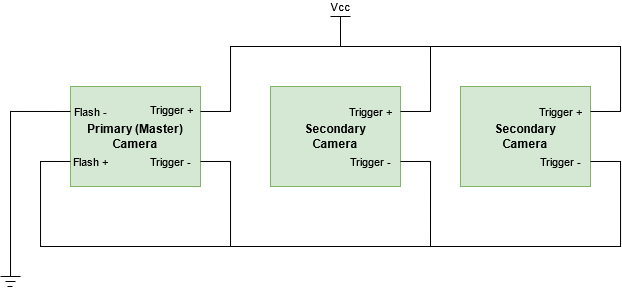 Vcc
Flash -
Trigger +
Primary (Master)
Camera
Flash +
Trigger -
Trigger +
Secondary
Camera
Trigger -
Trigger +
Secondary
Camera
Trigger -